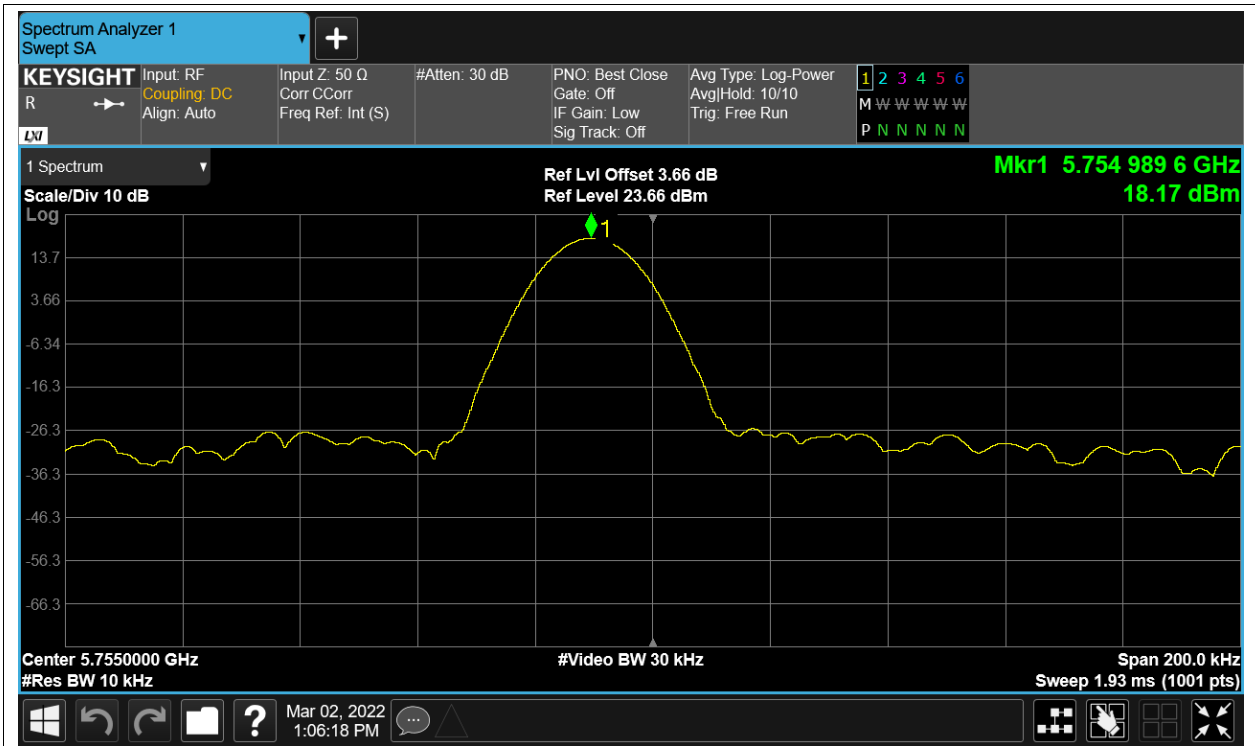 Spectrum Analyzer 1
Swept SA
KEYSIGHT
R
LXI
Input: RF
Coupling: DC
Align: Auto
Input Z: 50 Ω
Corr CCorr
Freq Ref: Int (S)
#Atten: 30 dB
PNO: Best Close
Gate: Off
IF Gain: Low
Sig Track: Off
Avg Type: Log-Power
Avg|Hold: 10/10
Trig: Free Run
1 2 3 4 5 6
M W W W W W
P N N N N N
1 Spectrum
Scale/Div 10 dB
Ref Lvl Offset 3.66 dB
Ref Level 23.66 dBm
Mkr1 5.754 989 6 GHz
18.17 dBm
Log
1
13.7
3.66
-6.34
-16.3
-26.3
-36.3
-46.3
-56.3
-66.3
Center 5.7550000 GHz
#Video BW 30 kHz
Span 200.0 kHz
#Res BW 10 kHz
Sweep 1.93 ms (1001 pts)
?
Mar 02, 2022
1:06:18 PM